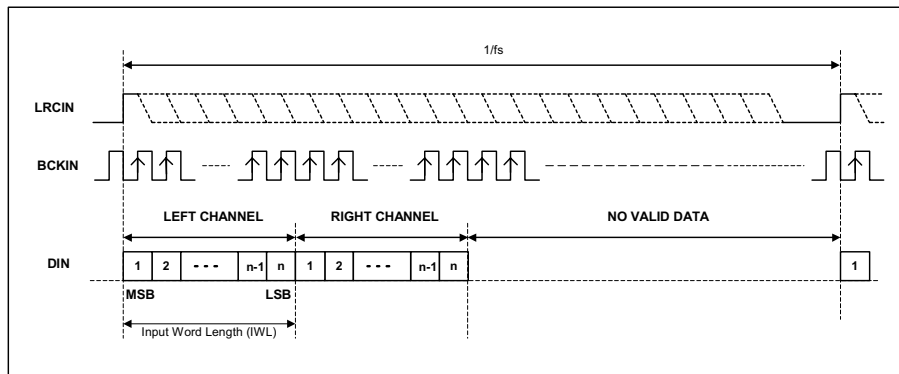 1/fs
LRCIN
BCKIN
LEFT CHANNEL RIGHT CHANNEL NO VALID DATA
DIN 1 2 - - - n-1 n 1 2 - - - n-1 n 1
MSB LSB
Input Word Length (IWL)